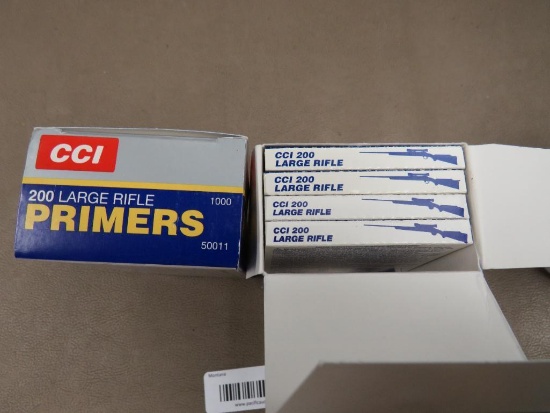 CCI
200 LARGE RIFLE 1000
PRIMERS
50011
CCI 200
LARGE RIFLE
CCI 200
LARGE RIFLE
CCI 200
LARGE RIFLE
CCI 200
LARGE RIFLE